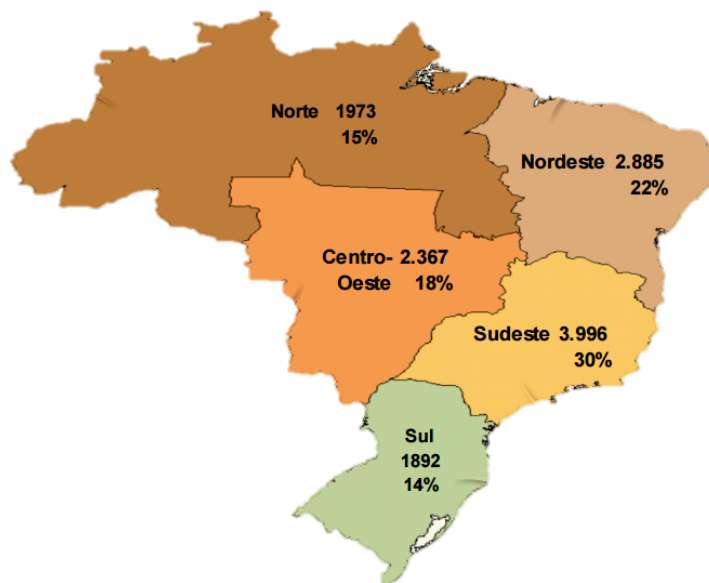 Norte 1973
15%
Nordeste 2.885
22%
Centro- 2.367
Oeste 18%
Sudeste 3.996
30%
Sul
1892
14%